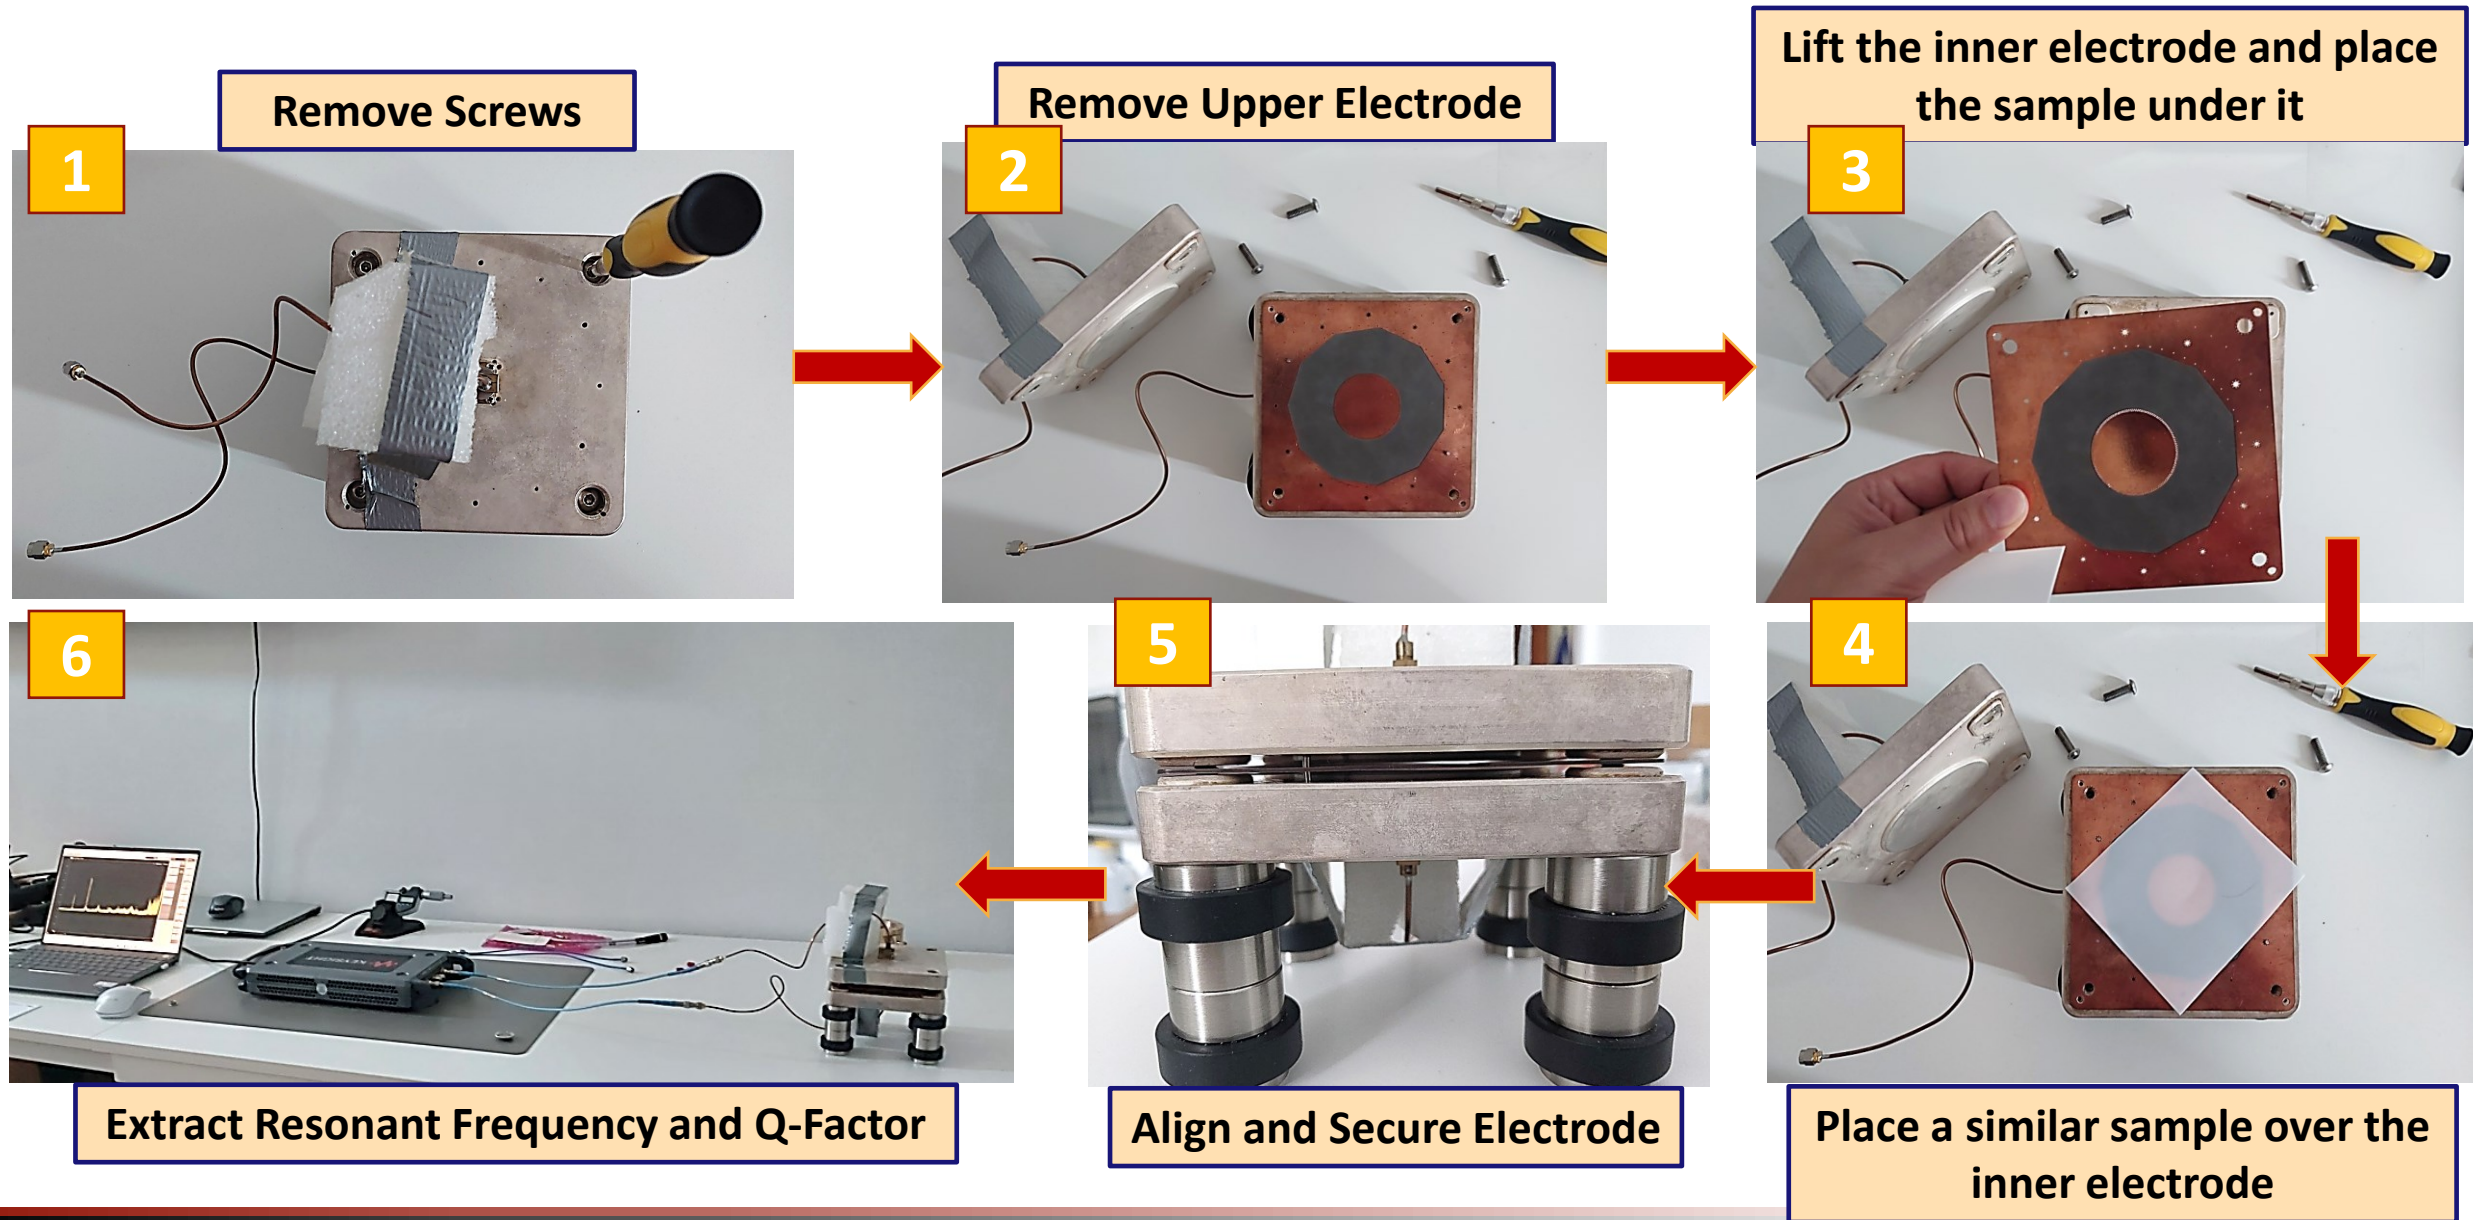 Remove Screws
1
Remove Upper Electrode
2
Lift the inner electrode and place
the sample under it
3
4
Place a similar sample over the
inner electrode
5
Align and Secure Electrode
6
KEYSIGHT
Extract Resonant Frequency and Q-Factor